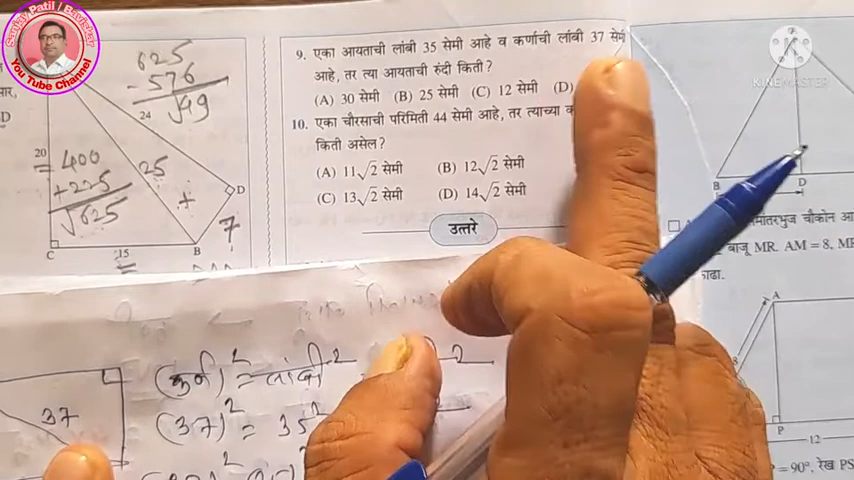 Sanjay Patil / Baviskar
You Tube Channel
KINEMASTER
625
- 576
√49
24
20
= 400
+ 225
√625
25
+
7
D
C
15
B
9. एका आयताची लांबी 35 सेमी आहे व कर्णाची लांबी 37 सेमी
आहे, तर त्या आयताची रुंदी किती ?
(A) 30 सेमी (B) 25 सेमी (C) 12 सेमी (D)
10. एका चौरसाची परिमिती 44 सेमी आहे, तर त्याच्या
किती असेल ?
(A) 11√2 सेमी (B) 12√2 सेमी
(C) 13√2 सेमी (D) 14√2 सेमी
उत्तरे
B D
बाजू MR. AM = 8,
A
P
12
= 90°, रेख PS
37
(कर्ण)² = लांबी² 2
(37)² = 35²